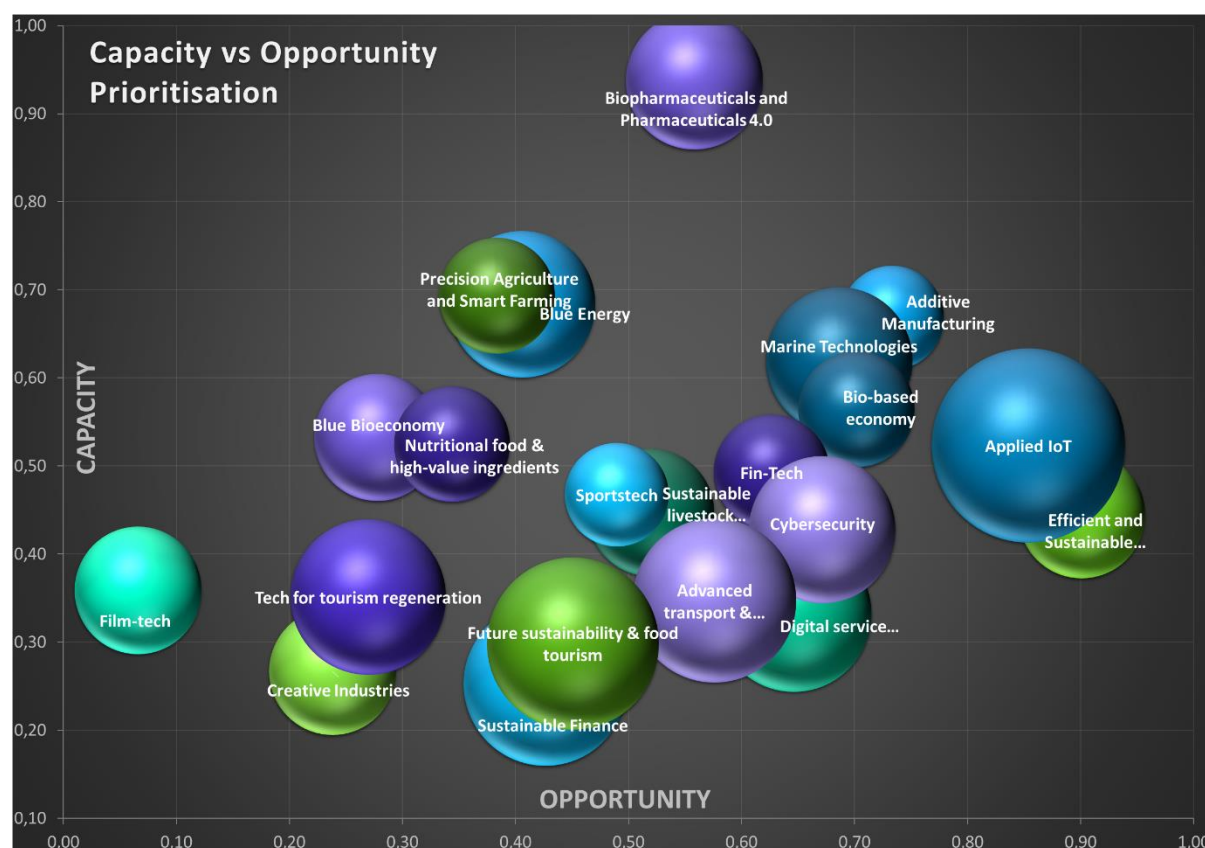 Capacity vs Opportunity
Prioritisation
1,00
0,90
0,80
0,70
0,60
0,50
0,40
0,30
0,20
0,10
CAPACITY
Biopharmaceuticals and
Pharmaceuticals 4.0
Precision Agriculture
and Smart Farming
Blue Energy
Additive
Manufacturing
Marine Technologies
Bio-based
economy
Blue Bioeconomy
Nutritional food &
high-value ingredients
Applied IoT
Fin-Tech
Sportstech
Sustainable
livestock...
Cybersecurity
Efficient and
Sustainable...
Film-tech
Tech for tourism regeneration
Advanced
transport &...
Future sustainability & food
tourism
Digital service...
Creative Industries
Sustainable Finance
OPPORTUNITY
0,00
0,10
0,20
0,30
0,40
0,50
0,60
0,70
0,80
0,90
1,00